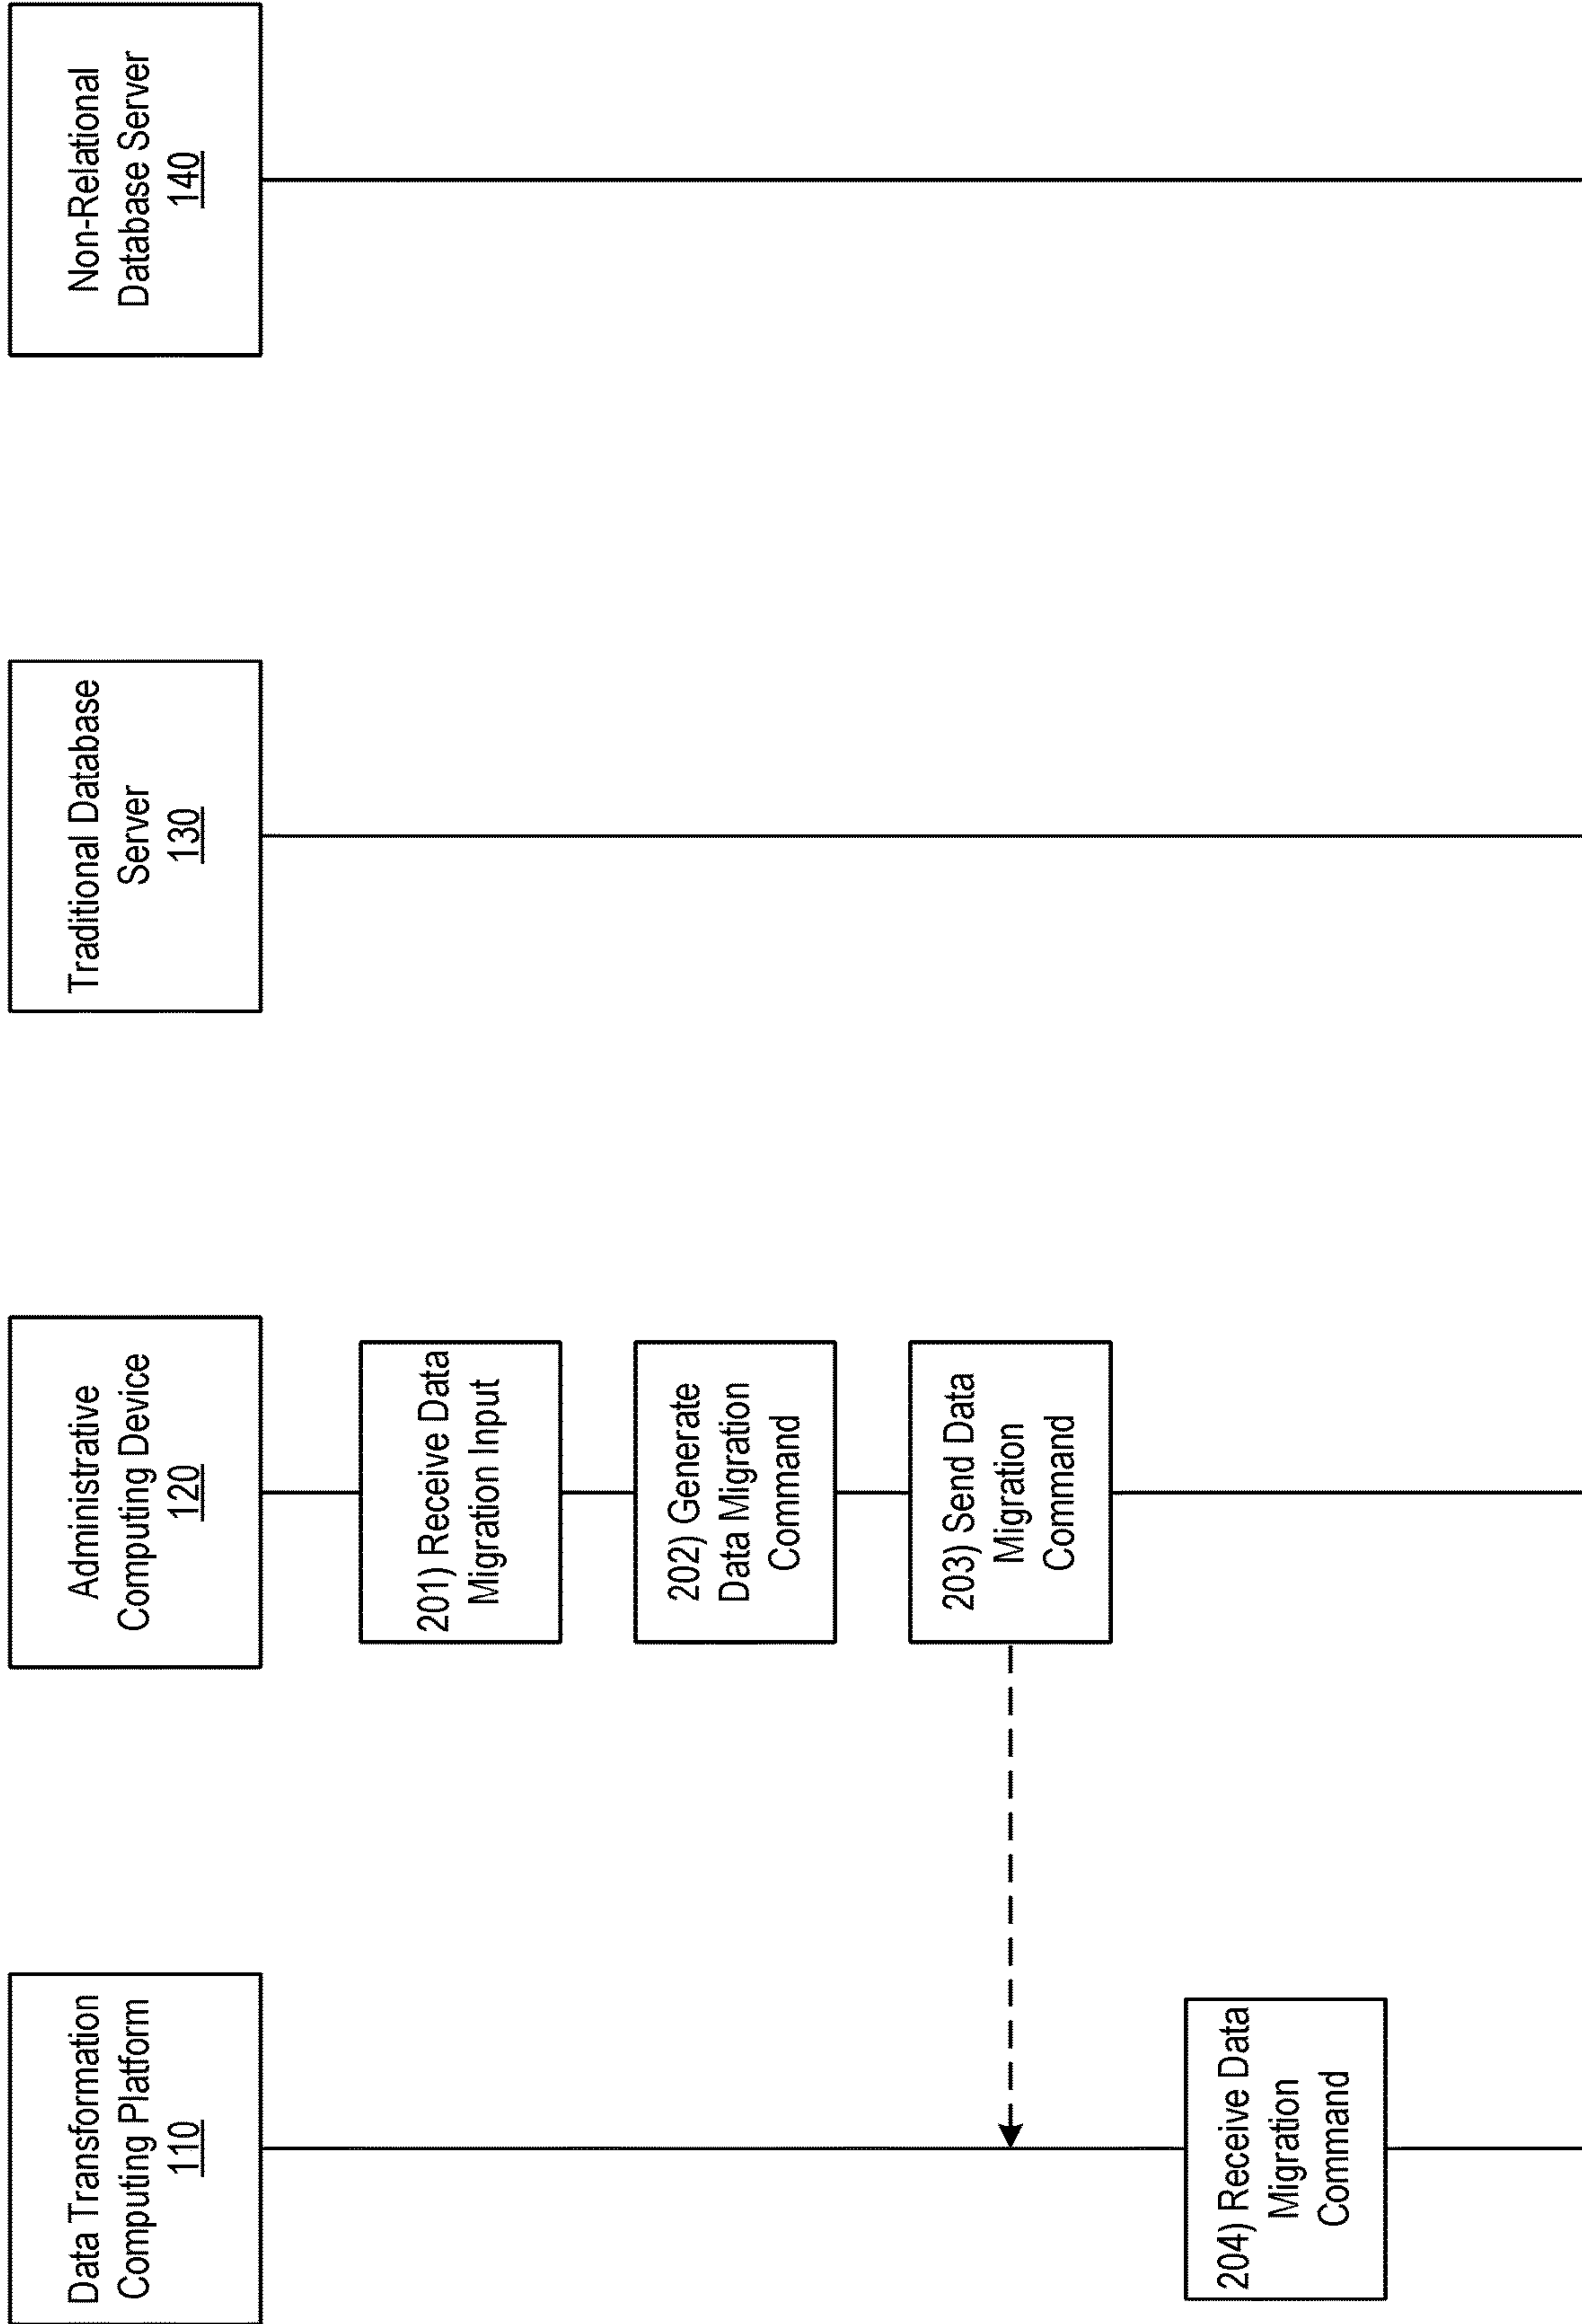 Data Transformation
Computing Platform
110
Administrative
Computing Device
120
Traditional Database
Server
130
Non-Relational
Database Server
140
201) Receive Data
Migration Input
202) Generate
Data Migration
Command
203) Send Data
Migration
Command
204) Receive Data
Migration
Command